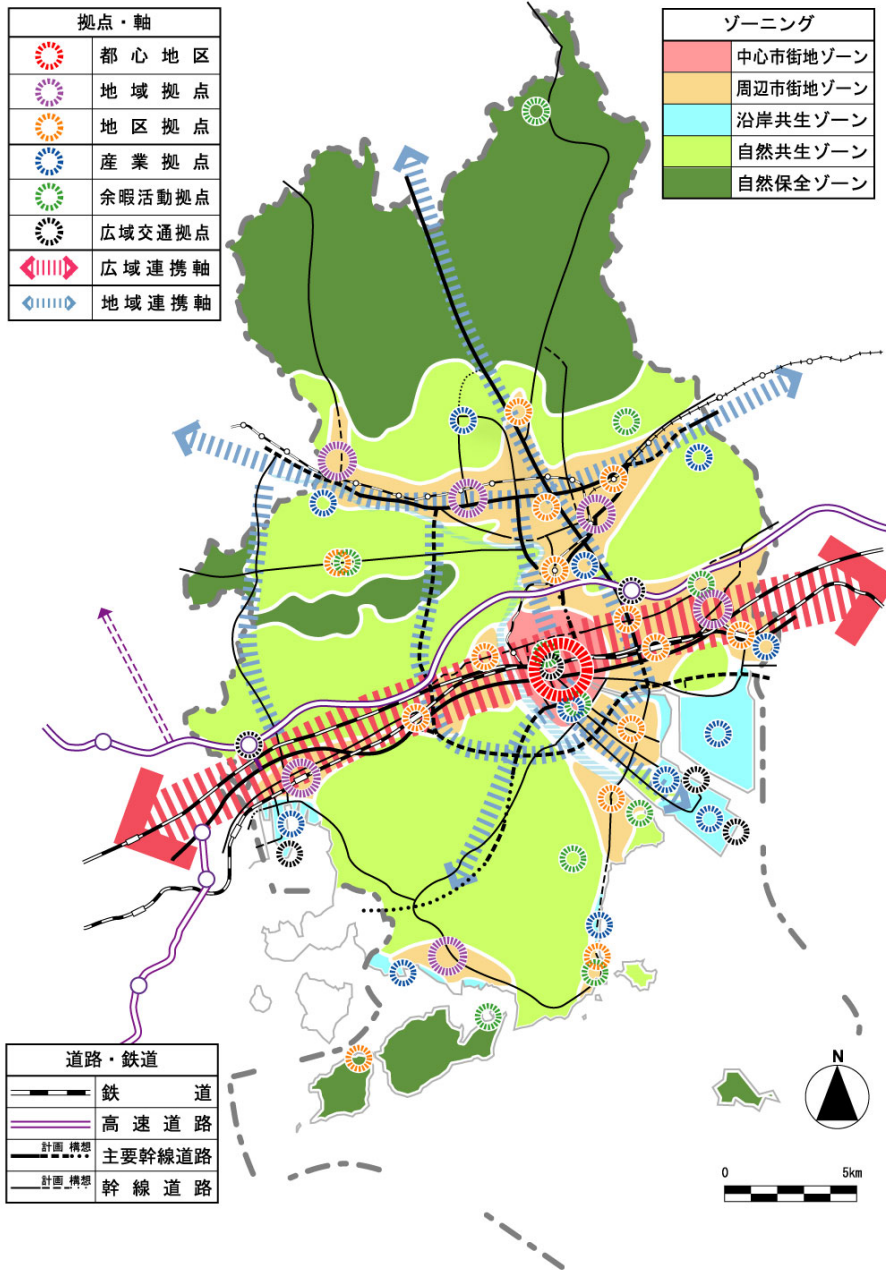 拠点・軸
都心地区
地域拠点
地区拠点
産業拠点
余暇活動拠点
広域交通拠点
広域連携軸
地域連携軸
ゾーニング
中心市街地ゾーン
周辺市街地ゾーン
沿岸共生ゾーン
自然共生ゾーン
自然保全ゾーン
道路・鉄道
鉄道
高速道路
計画 構想 主要幹線道路
計画 構想 幹線道路
N
0 5km